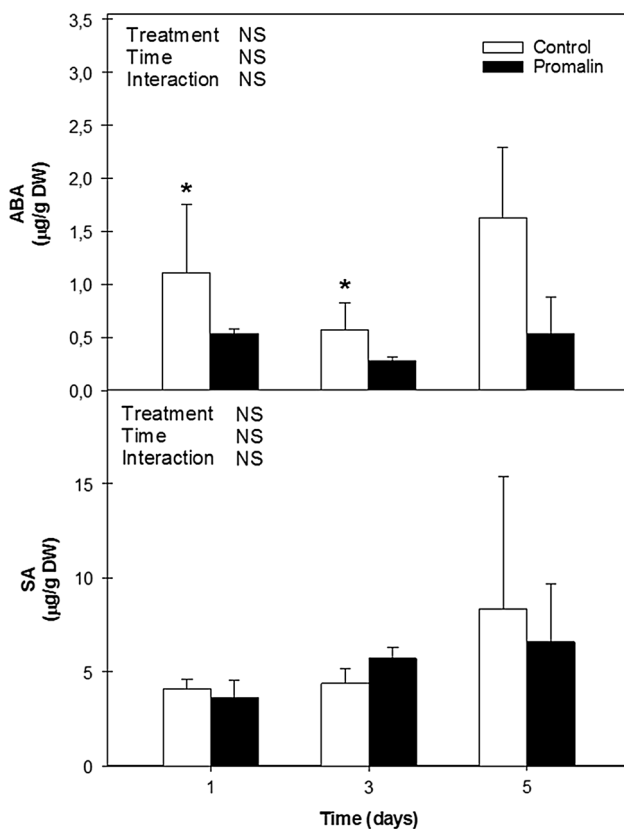 3,5
3,0
2,5
2,0
1,5
1,0
0,5
0,0
ABA
(µg/g DW)
Treatment NS
Time NS
Interaction NS
Control
Promalin
*
*
Treatment NS
Time NS
Interaction NS
15
10
5
0
SA
(µg/g DW)
1 3 5
Time (days)